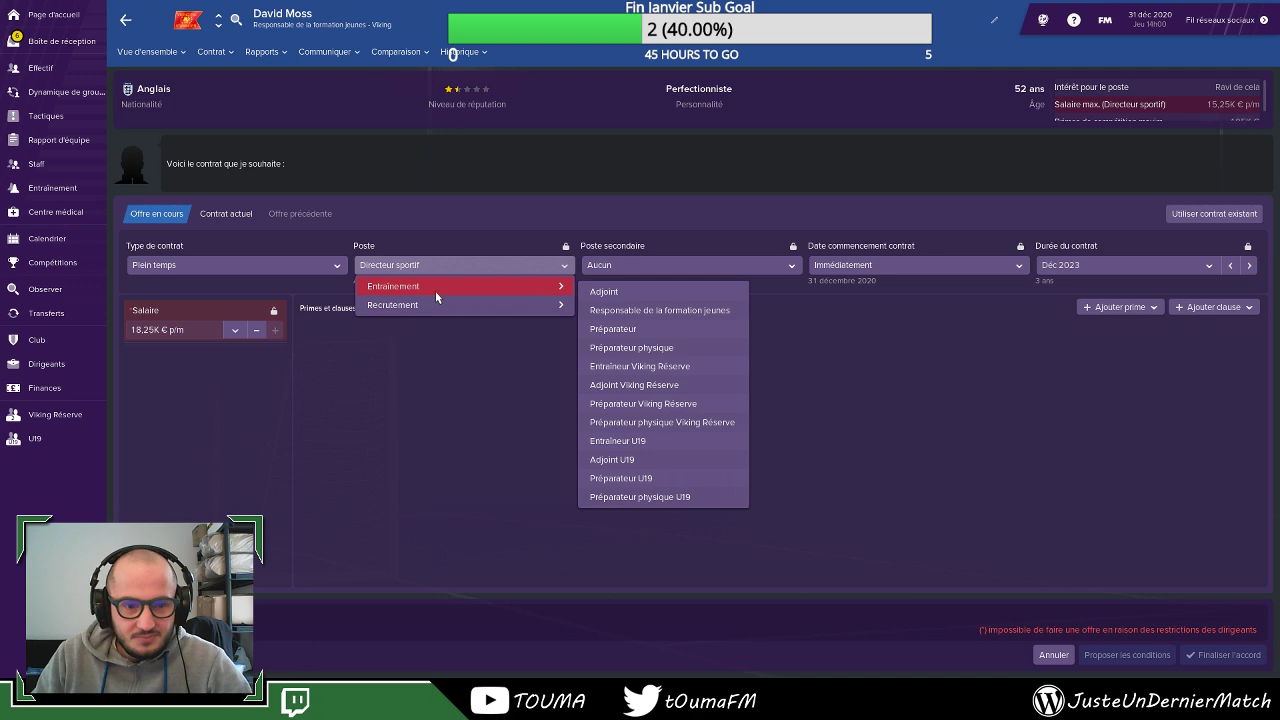 Page d'accueil
6
Boîte de réception
Effectif
Dynamique de grou...
Tactiques
Rapport d'équipe
Staff
Entraînement
Centre médical
Calendrier
Compétitions
Observer
Transferts
Club
Dirigeants
Finances
Viking Réserve
U19
David Moss
Responsable de la formation jeunes - Viking
Vue d'ensemble
Contrat
Rapports
Communiquer
Comparaison
Historique
Fin Janvier Sub Goal
2 (40.00%)
0
45 HOURS TO GO
5
FM
31 déc 2020
Jeu 14h00
Fil réseaux sociaux
Anglais
Nationalité
Niveau de réputation
Perfectionniste
Personnalité
52 ans
Âge
Intérêt pour le poste
Ravi de cela
Salaire max. (Directeur sportif)
15,25K € p/m
Voici le contrat que je souhaite :
Offre en cours
Contrat actuel
Offre précédente
Utiliser contrat existant
Type de contrat
Plein temps
Poste
Directeur sportif
Entraînement
Recrutement
Poste secondaire
Aucun
Date commencement contrat
Immédiatement
31 décembre 2020
Durée du contrat
Déc 2023
3 ans
Salaire
18,25K € p/m
Primes et clauses
Ajouter prime
Ajouter clause
Adjoint
Responsable de la formation jeunes
Préparateur
Préparateur physique
Entraîneur Viking Réserve
Adjoint Viking Réserve
Préparateur Viking Réserve
Préparateur physique Viking Réserve
Entraîneur U19
Adjoint U19
Préparateur U19
Préparateur physique U19
(*) impossible de faire une offre en raison des restrictions des dirigeants
Annuler
Proposer les conditions
Finaliser l'accord
TOUMA
tOumaFM
JusteUnDernierMatch